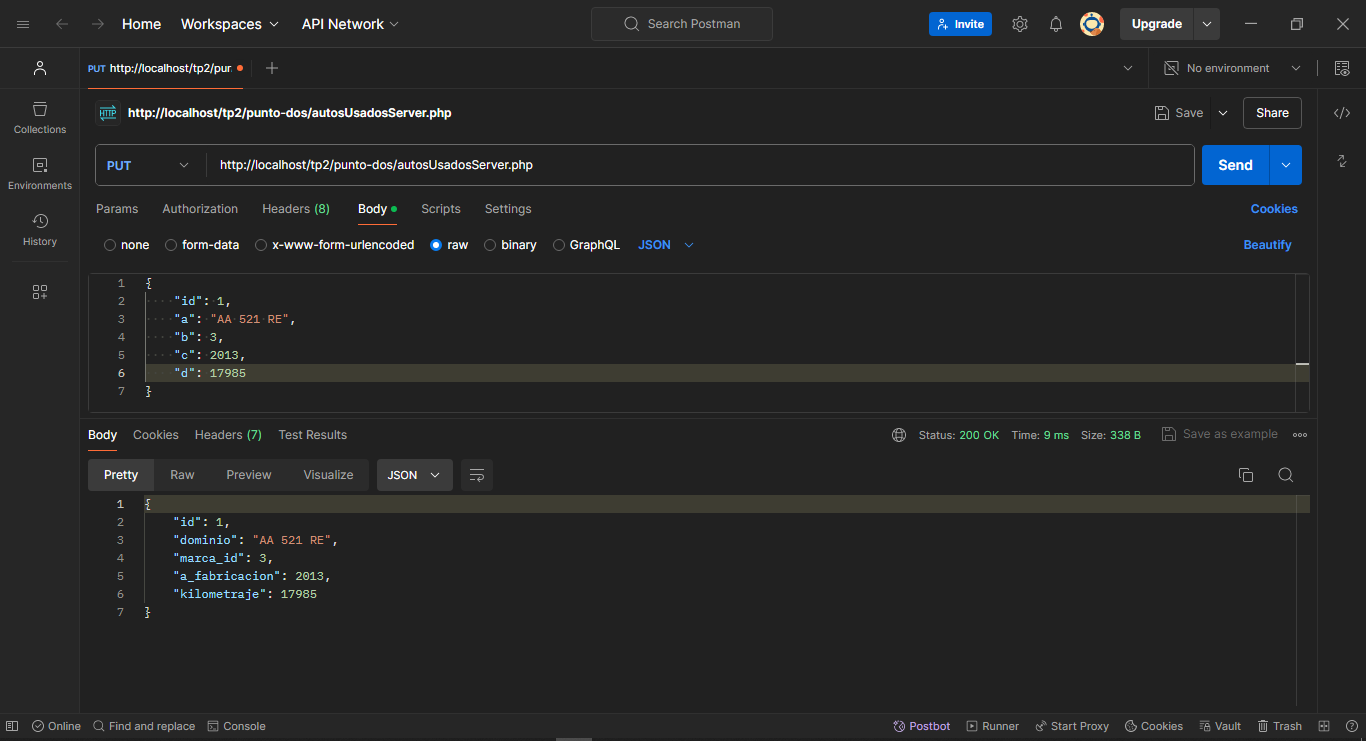 Home Workspaces API Network Search Postman Invite Upgrade
PUT http://localhost/tp2/pur No environment
http://localhost/tp2/punto-dos/autosUsadosServer.php Save Share
Collections
PUT http://localhost/tp2/punto-dos/autosUsadosServer.php Send
Environments
Params Authorization Headers (8) Body Scripts Settings Cookies
History
none form-data x-www-form-urlencoded raw binary GraphQL JSON Beautify
1 {
2 "id": 1,
3 "a": "AA 521 RE",
4 "b": 3,
5 "c": 2013,
6 "d": 17985
7 }
Body Cookies Headers (7) Test Results Status: 200 OK Time: 9 ms Size: 338 B Save as example
Pretty Raw Preview Visualize JSON
1 {
2 "id": 1,
3 "dominio": "AA 521 RE",
4 "marca_id": 3,
5 "a_fabricacion": 2013,
6 "kilometraje": 17985
7 }
Online Find and replace Console Postbot Runner Start Proxy Cookies Vault Trash